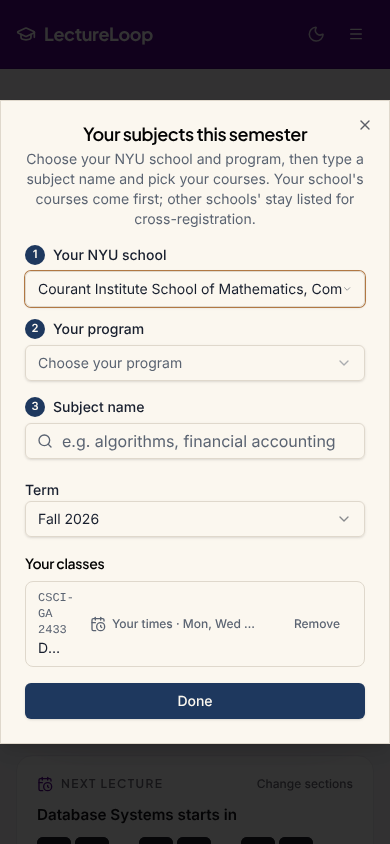 LectureLoop
Your subjects this semester
Choose your NYU school and program, then type a
subject name and pick your courses. Your school's
courses come first; other schools' stay listed for
cross-registration.
1 Your NYU school
Courant Institute School of Mathematics, Com
2 Your program
Choose your program
3 Subject name
e.g. algorithms, financial accounting
Term
Fall 2026
Your classes
CSCI-
GA
2433
D...
Your times · Mon, Wed ...
Remove
Done
NEXT LECTURE
Change sections
Database Systems starts in